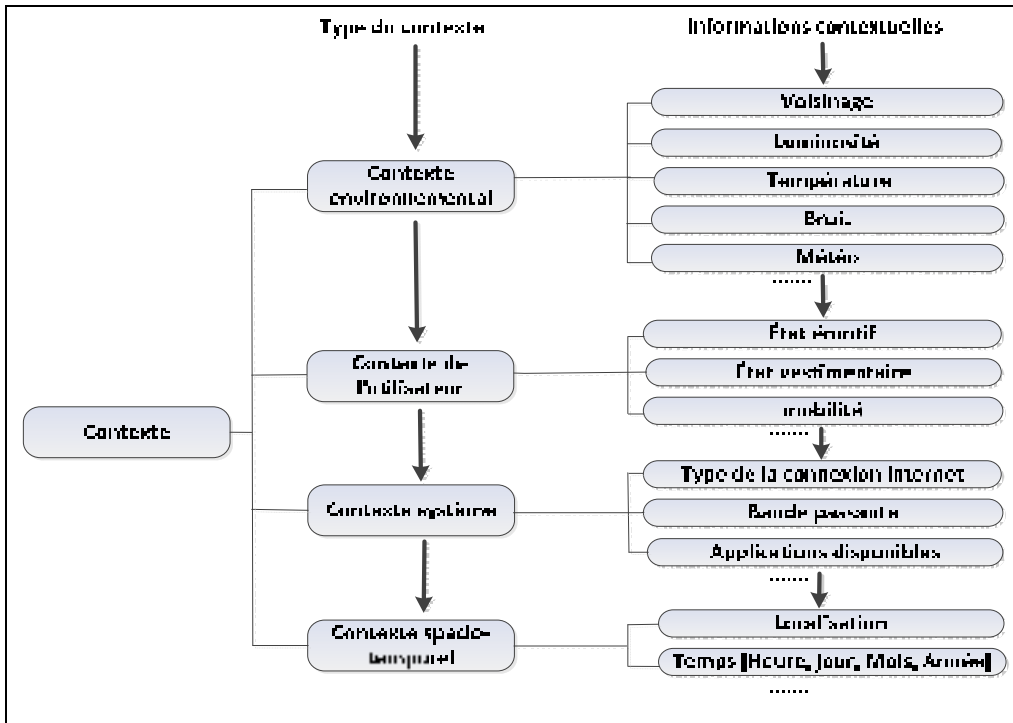 Type du contexte
Informations contextuelles
Contexte
Contexte
environnemental
Voisinage
Luminosité
Température
Bruit
Météo
.......
Contexte de
l'utilisateur
État émotif
État vestimentaire
mobilité
.......
Contexte système
Type de la connexion internet
Bande passante
Applications disponibles
.......
Contexte spacio-
temporel
Localisation
Temps [Heure, Jour, Mois, Année]
.......